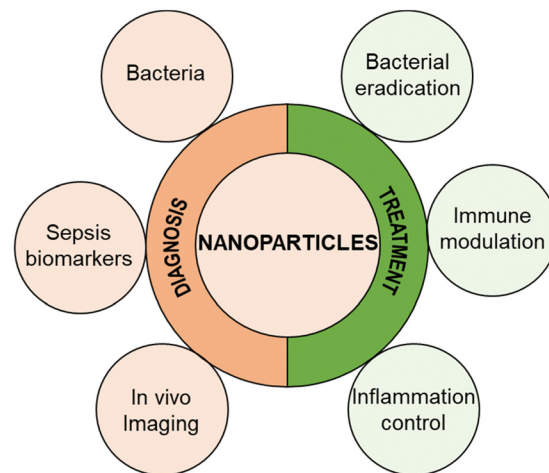 Bacteria
Bacterial
eradication
Sepsis
biomarkers
DIAGNOSIS
NANOPARTICLES
TREATMENT
Immune
modulation
In vivo
Imaging
Inflammation
control